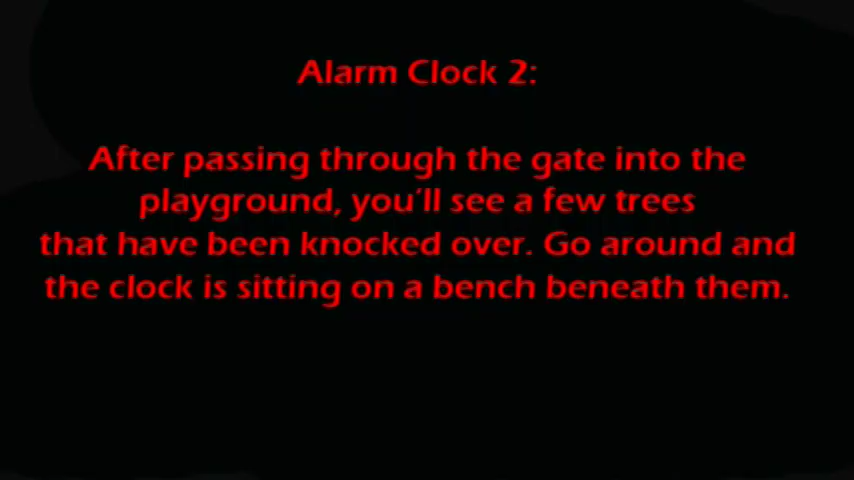 Alarm Clock 2:
After passing through the gate into the
playground, you'll see a few trees
that have been knocked over. Go around and
the clock is sitting on a bench beneath them.